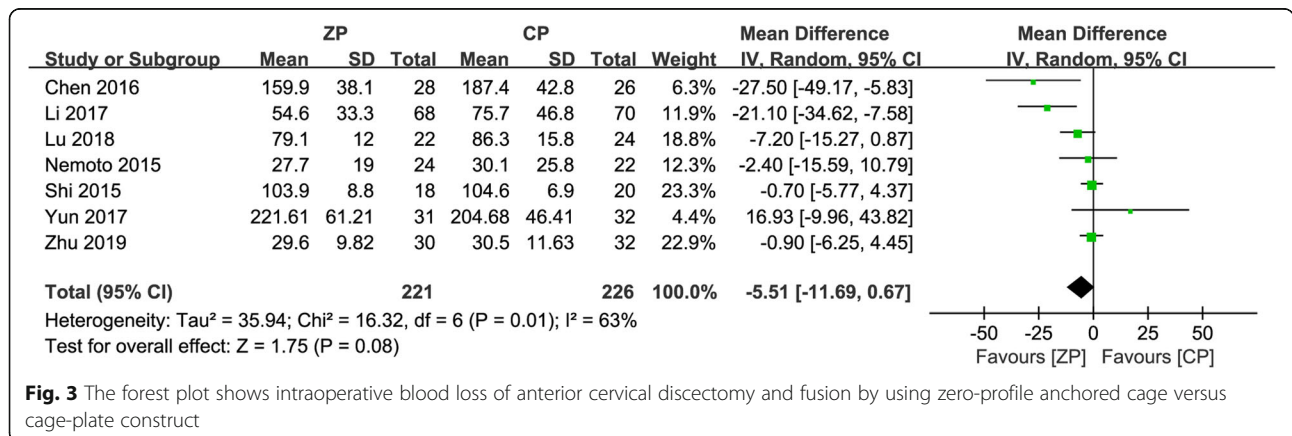 ZP CP Mean Difference Mean Difference
Study or Subgroup Mean SD Total Mean SD Total Weight IV, Random, 95% CI IV, Random, 95% CI
Chen 2016 159.9 38.1 28 187.4 42.8 26 6.3% -27.50 [-49.17, -5.83]
Li 2017 54.6 33.3 68 75.7 46.8 70 11.9% -21.10 [-34.62, -7.58]
Lu 2018 79.1 12 22 86.3 15.8 24 18.8% -7.20 [-15.27, 0.87]
Nemoto 2015 27.7 19 24 30.1 25.8 22 12.3% -2.40 [-15.59, 10.79]
Shi 2015 103.9 8.8 18 104.6 6.9 20 23.3% -0.70 [-5.77, 4.37]
Yun 2017 221.61 61.21 31 204.68 46.41 32 4.4% 16.93 [-9.96, 43.82]
Zhu 2019 29.6 9.82 30 30.5 11.63 32 22.9% -0.90 [-6.25, 4.45]
Total (95% CI) 221 226 100.0% -5.51 [-11.69, 0.67]
Heterogeneity: Tau² = 35.94; Chi² = 16.32, df = 6 (P = 0.01); I² = 63%
Test for overall effect: Z = 1.75 (P = 0.08)
-50 -25 0 25 50
Favours [ZP] Favours [CP]
Fig. 3 The forest plot shows intraoperative blood loss of anterior cervical discectomy and fusion by using zero-profile anchored cage versus
cage-plate construct